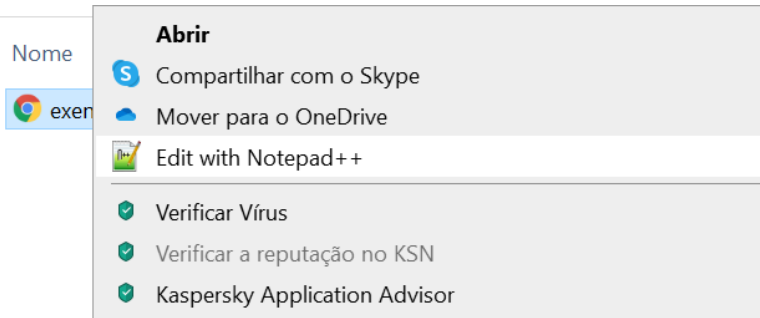 Nome
exen
Abrir
Compartilhar com o Skype
Mover para o OneDrive
Edit with Notepad++
Verificar Vírus
Verificar a reputação no KSN
Kaspersky Application Advisor